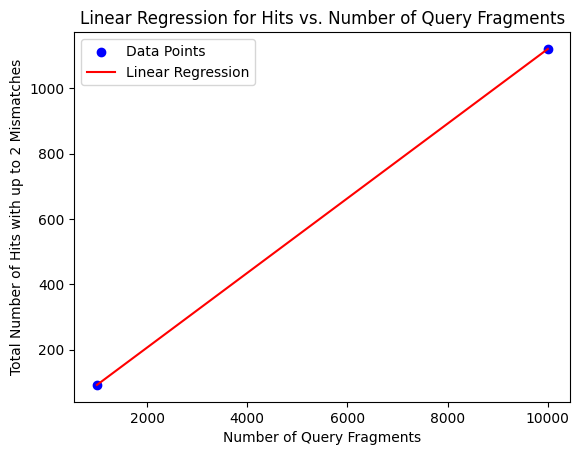 Linear Regression for Hits vs. Number of Query Fragments
Data Points
Linear Regression
Total Number of Hits with up to 2 Mismatches
1000
800
600
400
200
2000
4000
6000
8000
10000
Number of Query Fragments